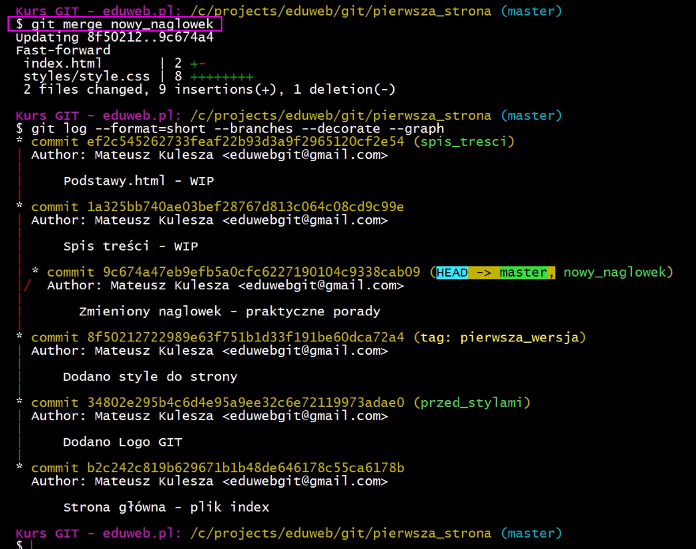 Kurs GIT - eduweb.pl: /c/projects/eduweb/git/pierwsza_strona (master)
$ git merge nowy_naglowek
Updating 8f50212..9c674a4
Fast-forward
index.html | 2 +-
styles/style.css | 8 ++++++++
2 files changed, 9 insertions(+), 1 deletion(-)
Kurs GIT - eduweb.pl: /c/projects/eduweb/git/pierwsza_strona (master)
$ git log --format=short --branches --decorate --graph
* commit ef2c545262733feaf22b93d3a9f2965120cf2e54 (spis_tresci)
| Author: Mateusz Kulesza <eduwebgit@gmail.com>
|
| Podstawy.html - WIP
|
* commit 1a325bb740ae03bef28767d813c064c08cd9c99e
| Author: Mateusz Kulesza <eduwebgit@gmail.com>
|
| Spis treści - WIP
|
| * commit 9c674a47eb9efb5a0cfc6227190104c9338cab09 (HEAD -> master, nowy_naglowek)
|/ Author: Mateusz Kulesza <eduwebgit@gmail.com>
|
| Zmieniony naglowek - praktyczne porady
|
* commit 8f50212722989e63f751b1d33f191be60dca72a4 (tag: pierwsza_wersja)
| Author: Mateusz Kulesza <eduwebgit@gmail.com>
|
| Dodano style do strony
|
* commit 34802e295b4c6d4e95a9ee32c6e72119973adae0 (przed_stylami)
| Author: Mateusz Kulesza <eduwebgit@gmail.com>
|
| Dodano Logo GIT
|
* commit b2c242c819b629671b1b48de646178c55ca6178b
Author: Mateusz Kulesza <eduwebgit@gmail.com>
Strona główna - plik index
Kurs GIT - eduweb.pl: /c/projects/eduweb/git/pierwsza_strona (master)
$